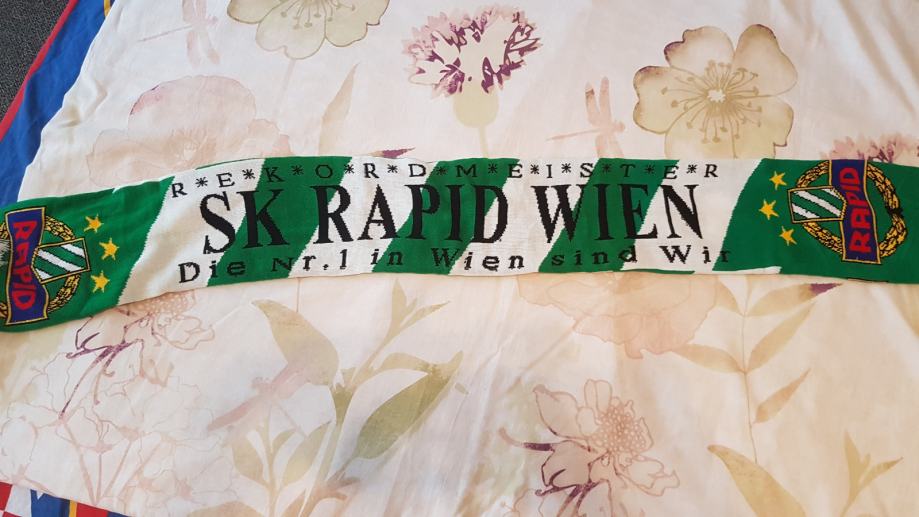 RAPID
R*E*K*O*R*D*M*E*I*S*T*E*R
SK RAPID WIEN
Die Nr.1 in Wien sind Wir
RAPID